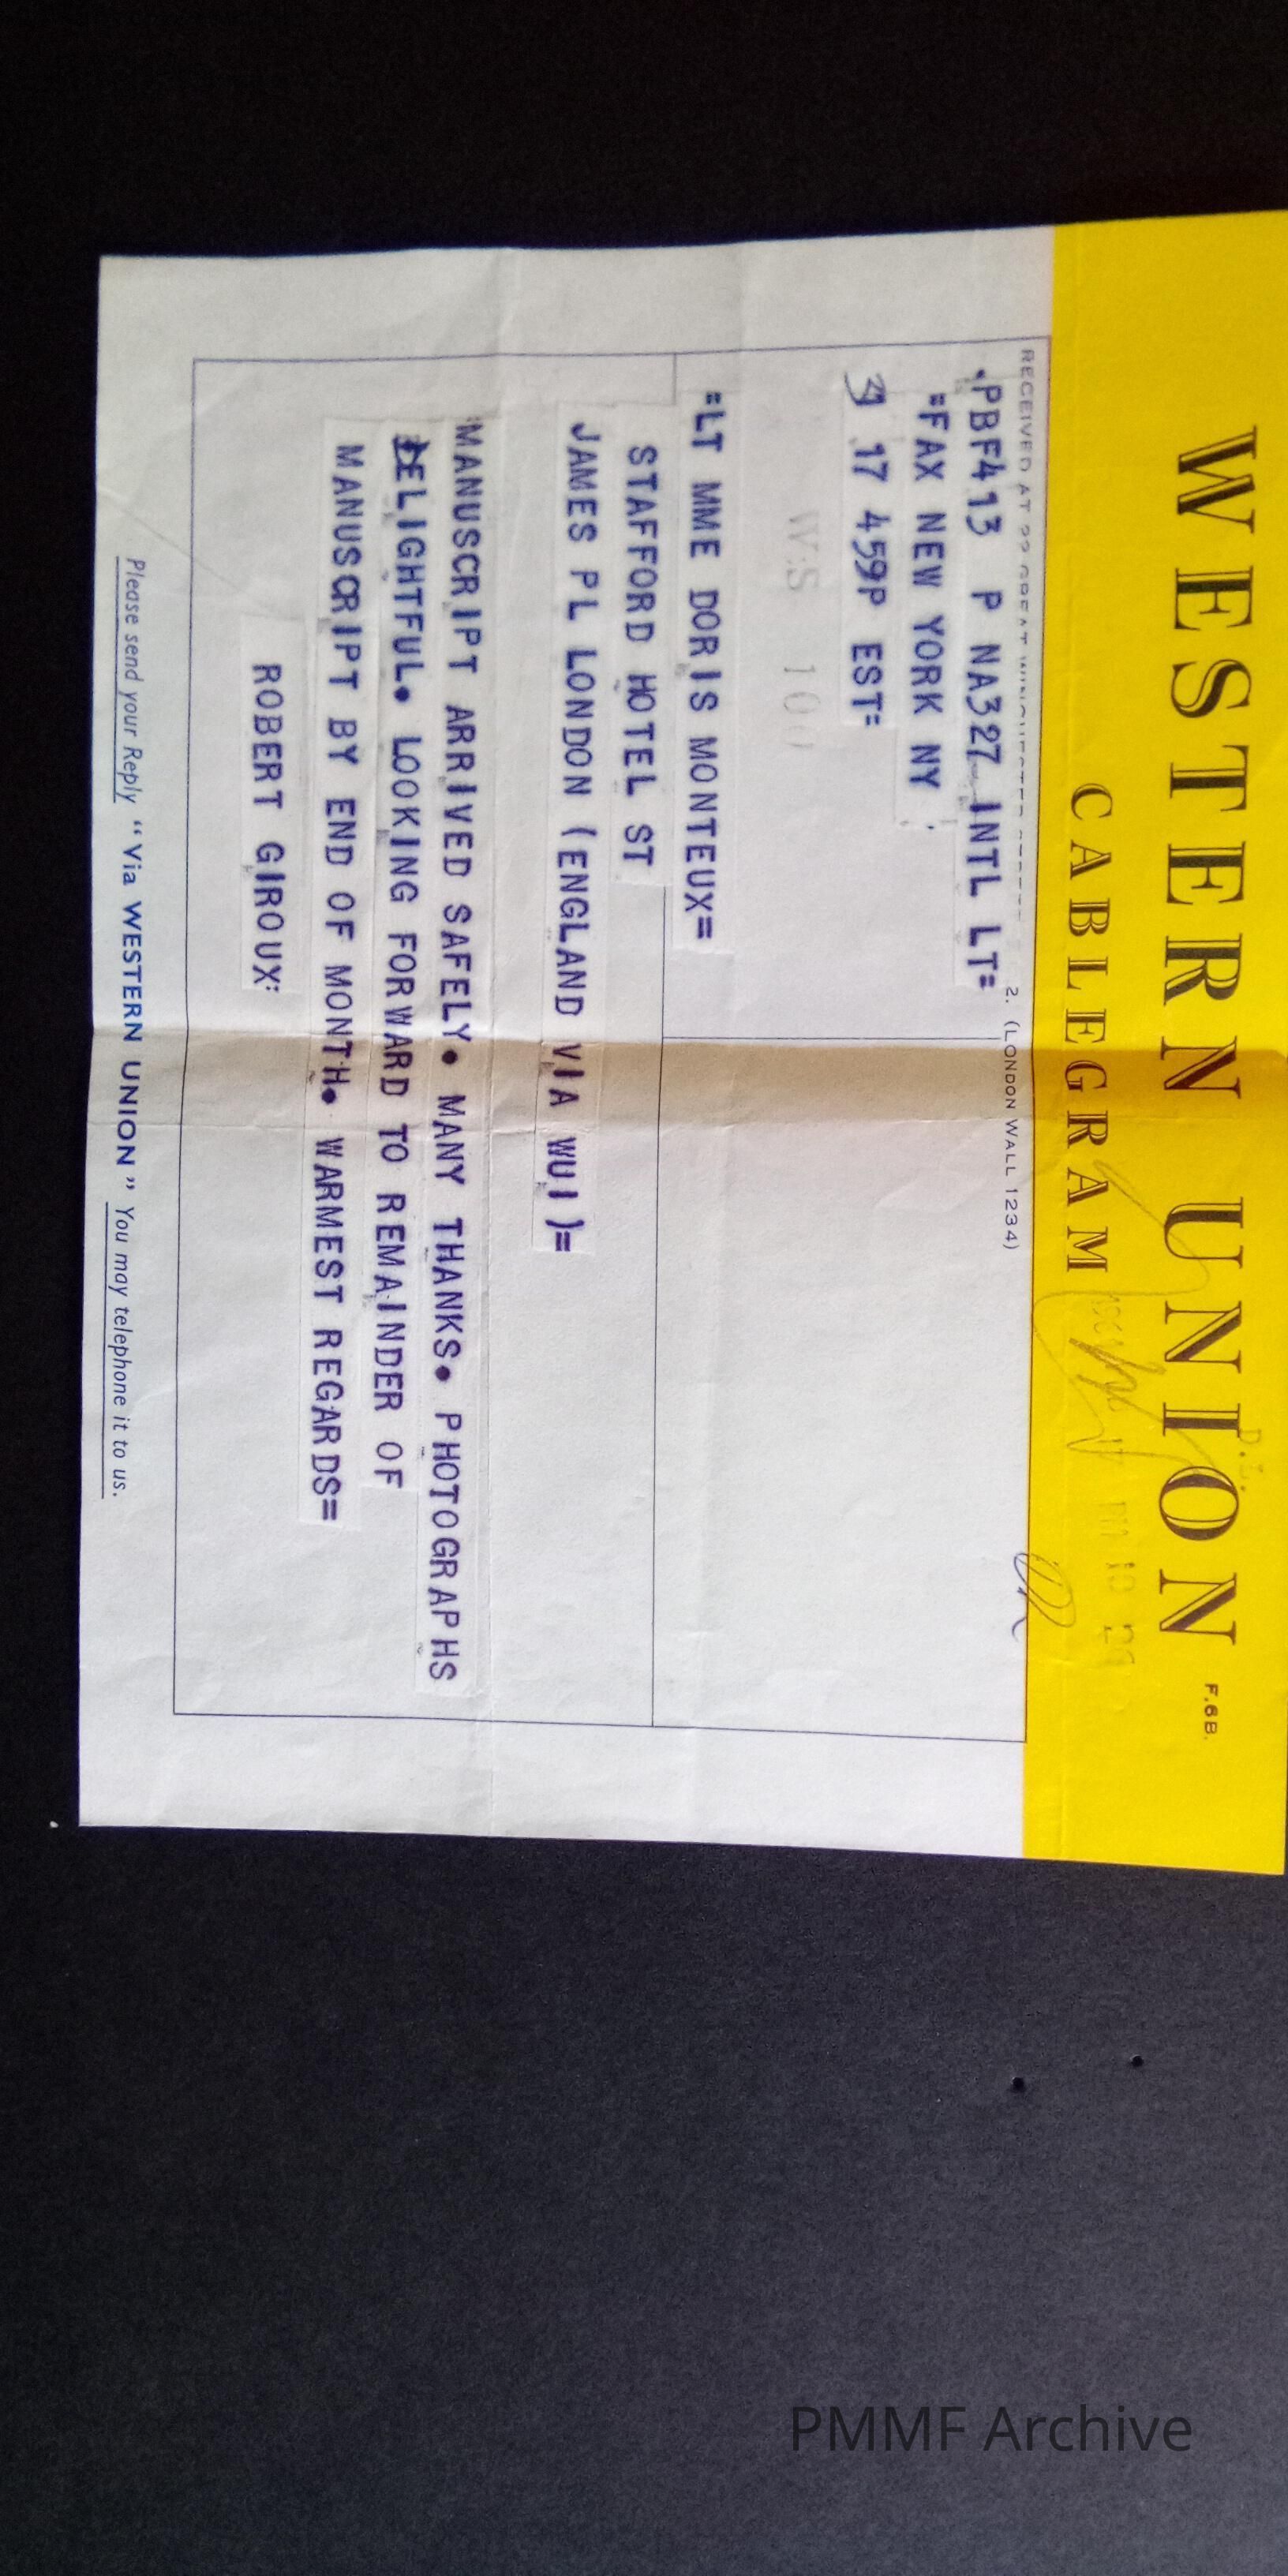 WESTERN UNION F.6B.
CABLEGRAM
RECEIVED AT 22 GREAT 2. (LONDON WALL 1234)
PBF413 P NA327 INTL LT=
=FAX NEW YORK NY
17 459P EST=
W.S 100
=LT MME DORIS MONTEUX=
STAFFORD HOTEL ST
JAMES PL LONDON (ENGLAND VIA WUI)=
MANUSCRIPT ARRIVED SAFELY. MANY THANKS. PHOTOGRAPHS
DELIGHTFUL. LOOKING FORWARD TO REMAINDER OF
MANUSCRIPT BY END OF MONTH. WARMEST REGARDS=
ROBERT GIROUX:
Please send your Reply “Via WESTERN UNION” You may telephone it to us.
PMMF Archive